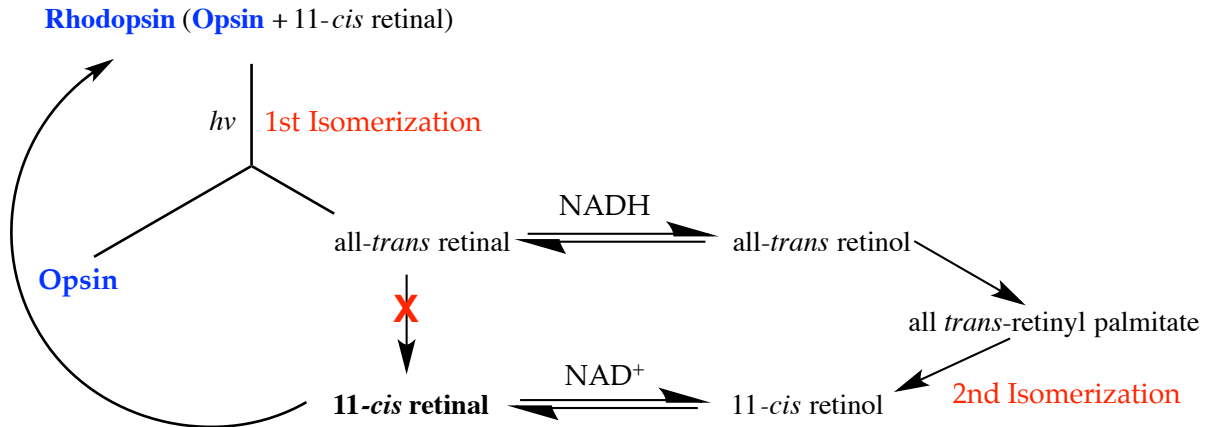 Rhodopsin (Opsin + 11-cis retinal)
hν
1st Isomerization
NADH
all-trans retinal
all-trans retinol
Opsin
X
all trans-retinyl palmitate
NAD+
11-cis retinal
11-cis retinol
2nd Isomerization